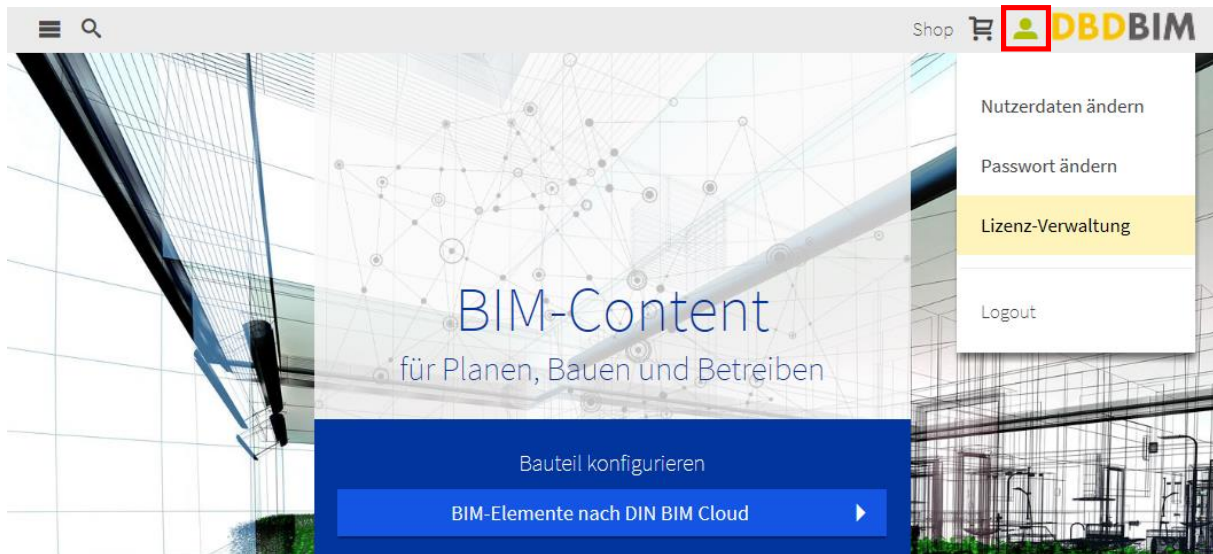 Shop
DBDBIM
Nutzerdaten ändern
Passwort ändern
Lizenz-Verwaltung
Logout
BIM-Content
für Planen, Bauen und Betreiben
Bauteil konfigurieren
BIM-Elemente nach DIN BIM Cloud